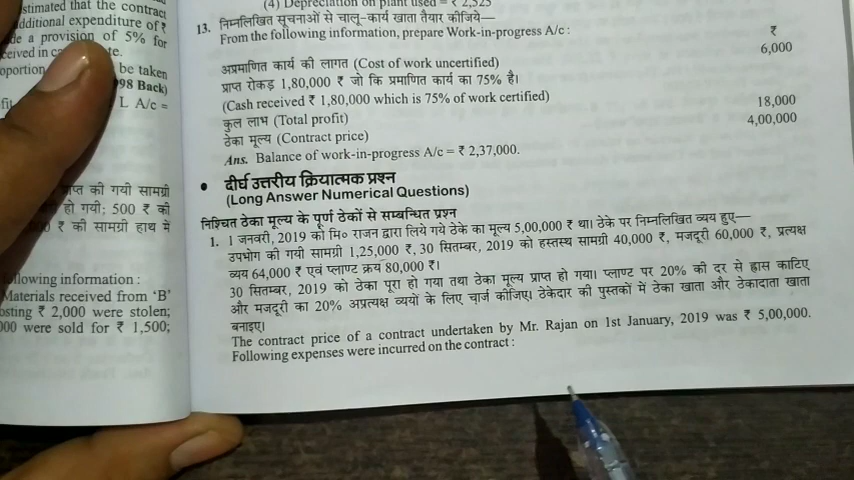 stimated that the contract
dditional expenditure of ₹
de a provision of 5% for
ceived in ca te.
oportion be taken
98 Back)
fit L A/c =
प्त की गयी सामग्री
हो गयी; 500 ₹ की
₹ की सामग्री हाथ में
llowing information :
Materials received from 'B'
osting ₹ 2,000 were stolen;
000 were sold for ₹ 1,500;
(4) Depreciation on plant used = ₹ 2,525
13. निम्नलिखित सूचनाओं से चालू-कार्य खाता तैयार कीजिये—
From the following information, prepare Work-in-progress A/c : ₹
अप्रमाणित कार्य की लागत (Cost of work uncertified) 6,000
प्राप्त रोकड़ 1,80,000 ₹ जो कि प्रमाणित कार्य का 75% है।
(Cash received ₹ 1,80,000 which is 75% of work certified)
कुल लाभ (Total profit) 18,000
ठेका मूल्य (Contract price) 4,00,000
Ans. Balance of work-in-progress A/c = ₹ 2,37,000.
• दीर्घ उत्तरीय क्रियात्मक प्रश्न
(Long Answer Numerical Questions)
निश्चित ठेका मूल्य के पूर्ण ठेकों से सम्बन्धित प्रश्न
1. 1 जनवरी, 2019 को मि० राजन द्वारा लिये गये ठेके का मूल्य 5,00,000 ₹ था। ठेके पर निम्नलिखित व्यय हुए—
उपभोग की गयी सामग्री 1,25,000 ₹, 30 सितम्बर, 2019 को हस्तस्थ सामग्री 40,000 ₹, मजदूरी 60,000 ₹, प्रत्यक्ष
व्यय 64,000 ₹ एवं प्लाण्ट क्रय 80,000 ₹।
30 सितम्बर, 2019 को ठेका पूरा हो गया तथा ठेका मूल्य प्राप्त हो गया। प्लाण्ट पर 20% की दर से ह्रास काटिए
और मजदूरी का 20% अप्रत्यक्ष व्ययों के लिए चार्ज कीजिए। ठेकेदार की पुस्तकों में ठेका खाता और ठेकादाता खाता
बनाइए।
The contract price of a contract undertaken by Mr. Rajan on 1st January, 2019 was ₹ 5,00,000.
Following expenses were incurred on the contract :